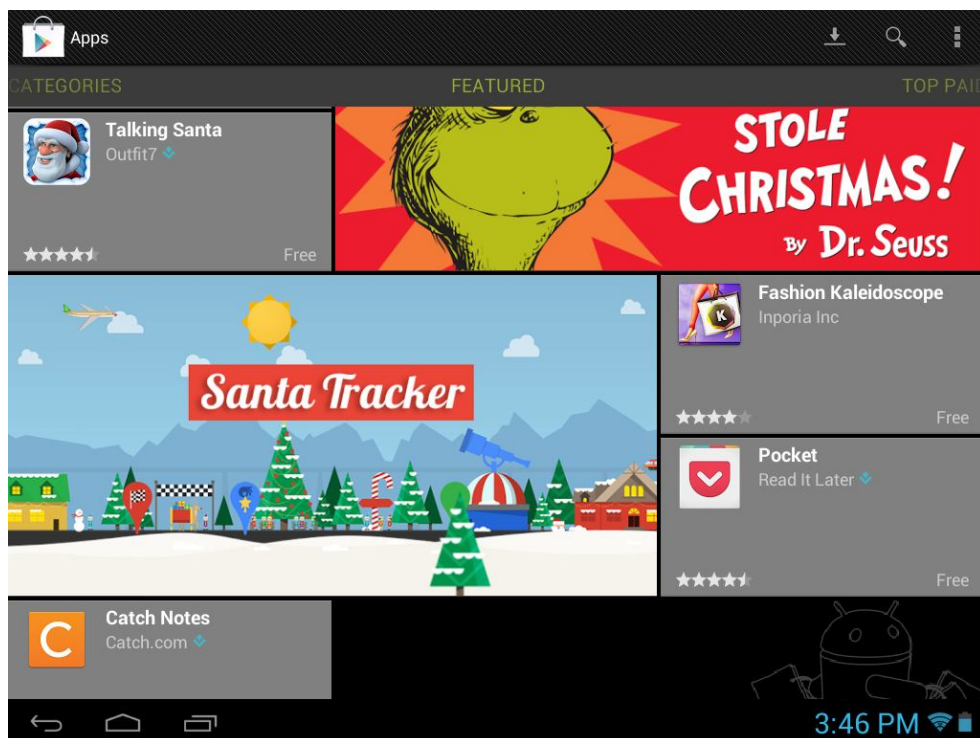 Apps
CATEGORIES
FEATURED
TOP PAID
Talking Santa
Outfit7
Free
STOLE
CHRISTMAS!
By Dr. Seuss
Santa Tracker
Fashion Kaleidoscope
K
Inporia Inc
Free
Pocket
Read It Later
Free
Catch Notes
C
Catch.com
3:46 PM